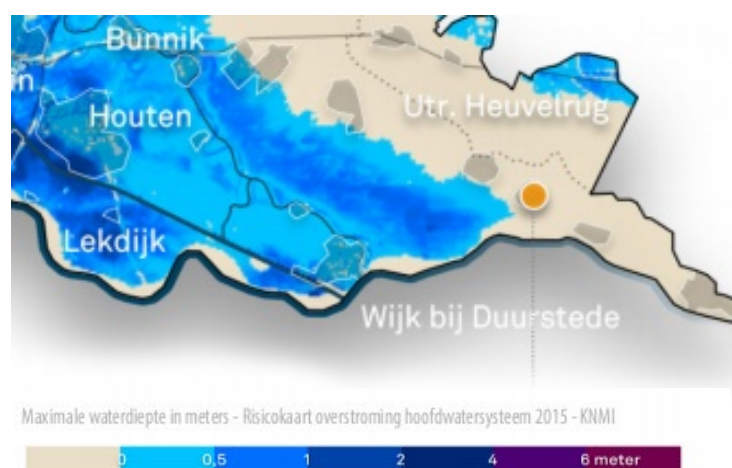 Bunnik
in
Houten
Utr. Heuvelrug
Lekdijk
Wijk bij Duurstede
Maximale waterdiepte in meters - Risicokaart overstroming hoofdwatersysteem 2015 - KNMI
0 0,5 1 2 4 6 meter